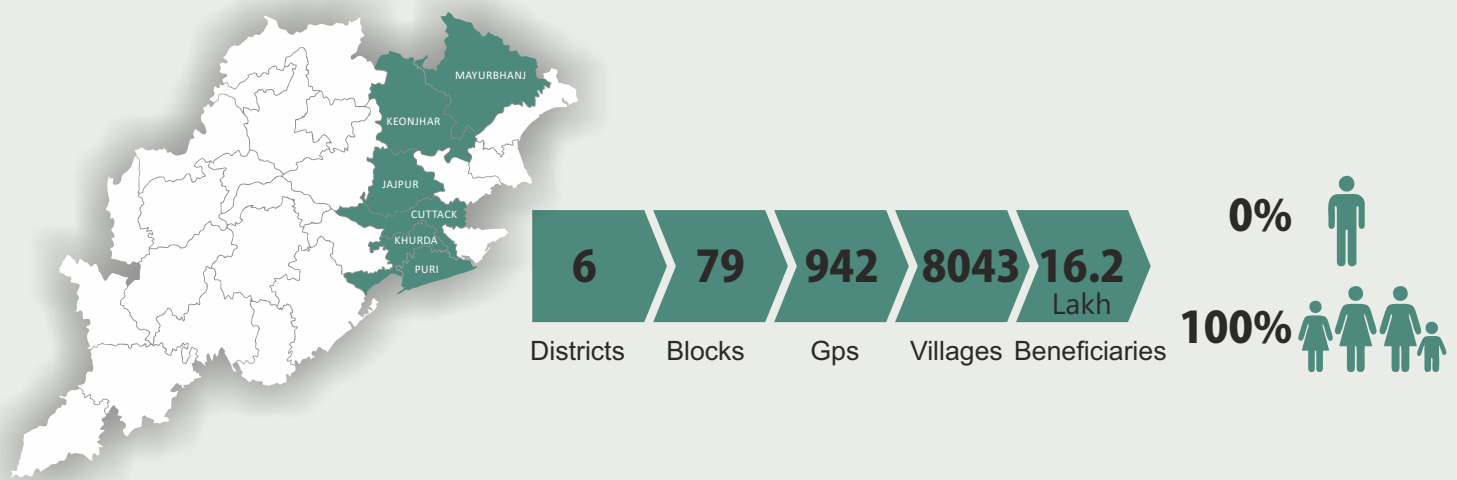 MAYURBHANJ
KEONJHAR
JAJPUR
CUTTACK
KHURDA
PURI
6 79 942 8043 16.2
Lakh
Districts Blocks Gps Villages Beneficiaries
0%
100%